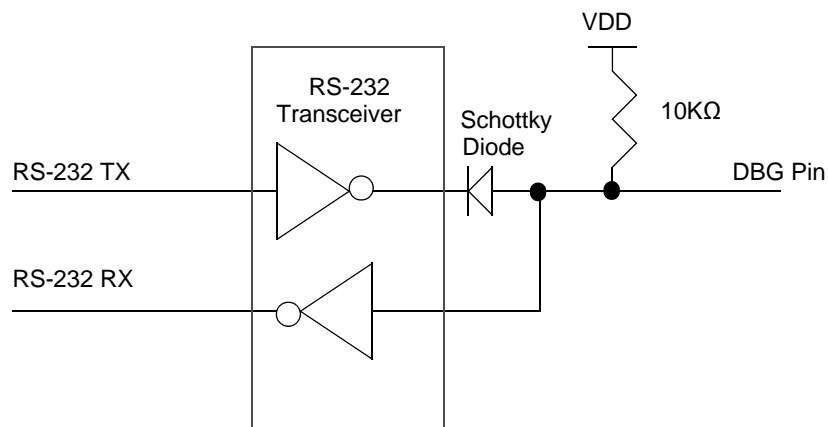 VDD
RS-232
Transceiver
Schottky
Diode
10KΩ
RS-232 TX
DBG Pin
RS-232 RX